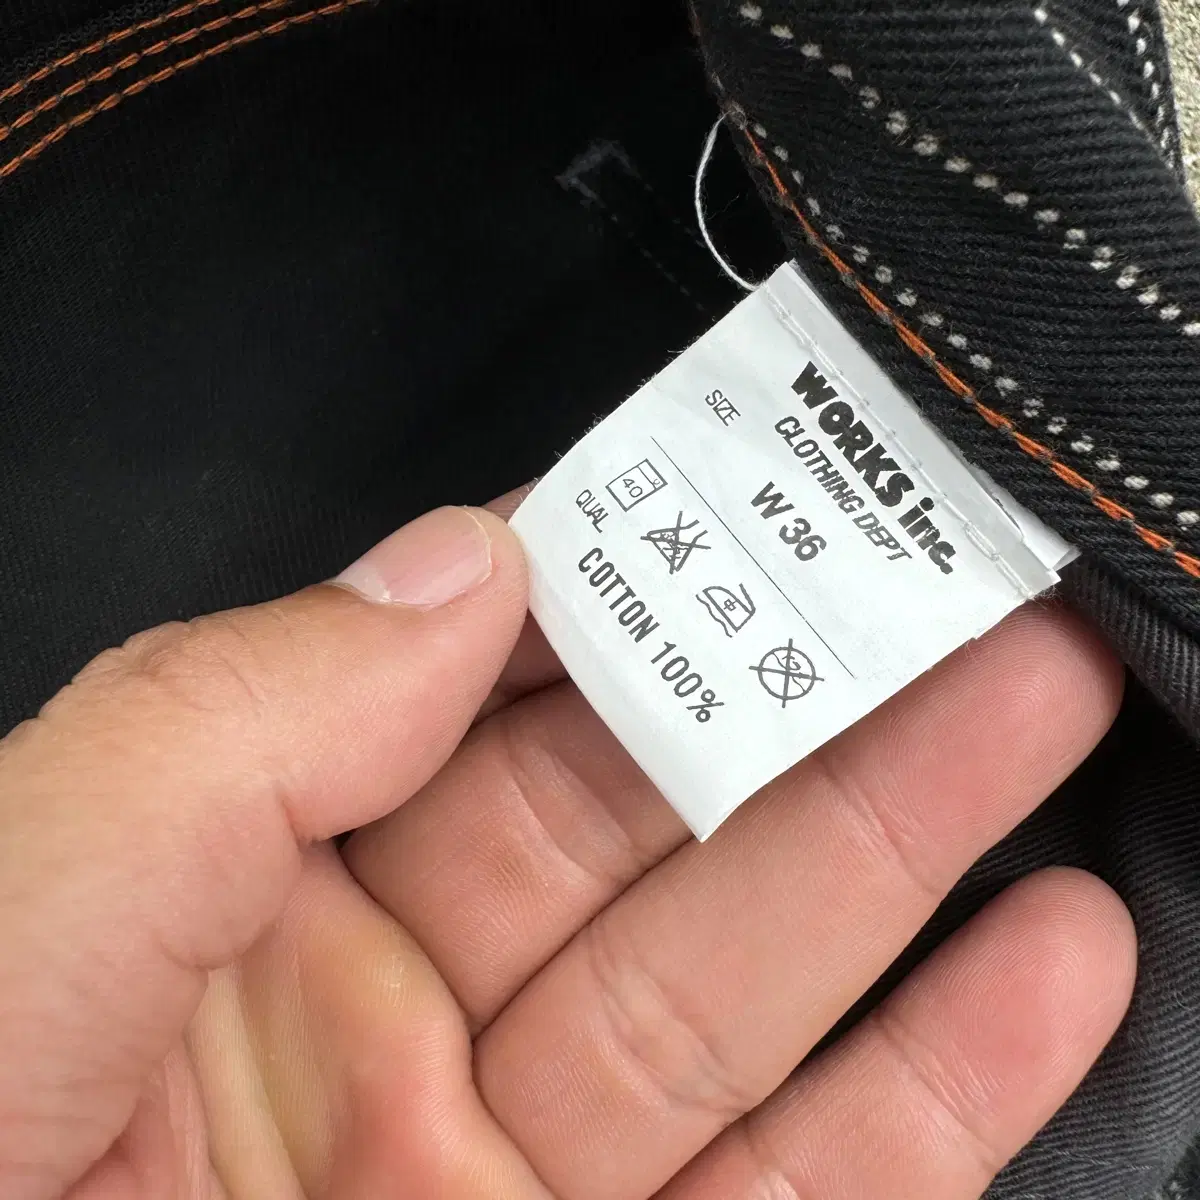 WORKS inc.
CLOTHING DEPT
SIZE
W 36
40
QUAL
COTTON 100%